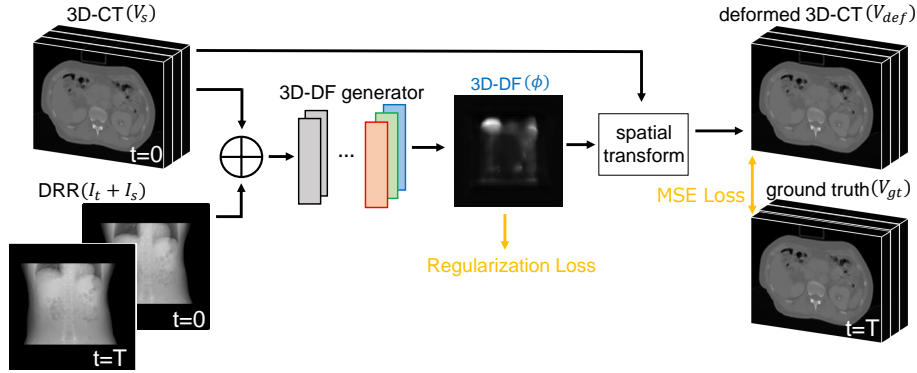 3D-CT(V_s)
t=0
DRR(I_t + I_s)
t=0
t=T
3D-DF generator
...
3D-DF(ϕ)
Regularization Loss
spatial
transform
deformed 3D-CT(V_def)
MSE Loss
ground truth(V_gt)
t=T